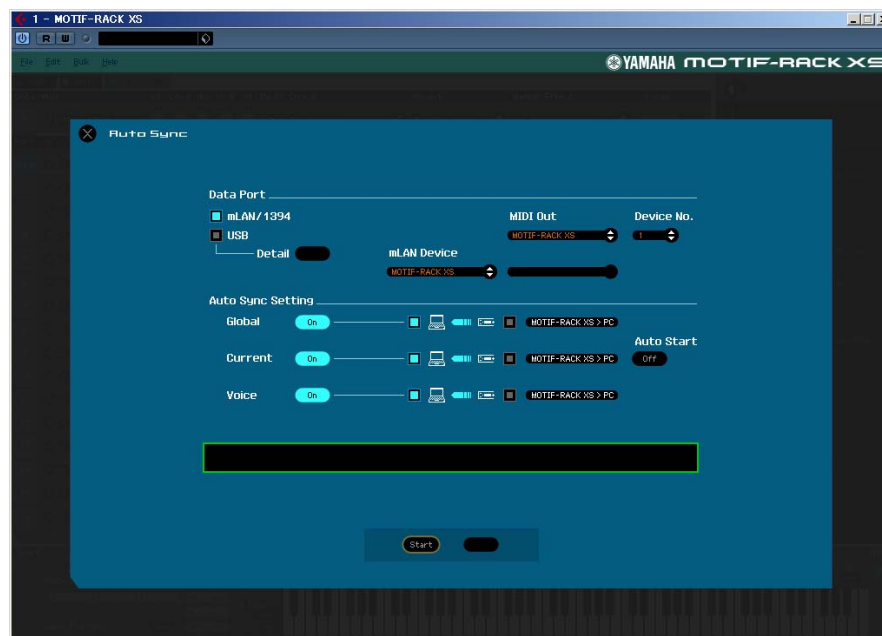 1 - MOTIF-RACK XS
R W
File Edit Bulk Help
YAMAHA MOTIF-RACK XS
Auto Sync
Data Port
mLAN/1394
MIDI Out
Device No.
USB
MOTIF-RACK XS
1
Detail
mLAN Device
MOTIF-RACK XS
Auto Sync Setting
Global
On
MOTIF-RACK XS > PC
Auto Start
Current
On
MOTIF-RACK XS > PC
Off
Voice
On
MOTIF-RACK XS > PC
Start